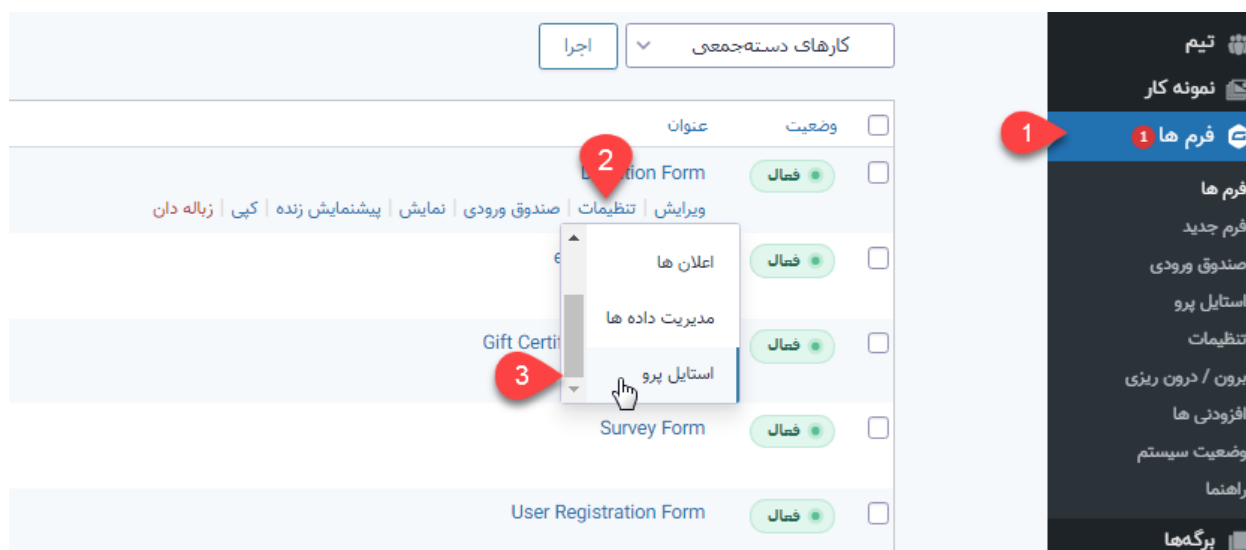 تیم
نمونه کار
فرم ها 1
فرم ها
فرم جدید
صندوق ورودی
استایل پرو
تنظیمات
برون / درون ریزی
افزودنی ها
وضعیت سیستم
راهنما
برگه‌ها
1
کارهای دسته‌جمعی
اجرا
وضعیت عنوان
فعال
Form
2
ویرایش | تنظیمات | صندوق ورودی | نمایش | پیشنمایش زنده | کپی | زباله دان
فعال
اعلان ها
مدیریت داده ها
فعال Gift
استایل پرو
3
فعال Survey Form
فعال User Registration Form